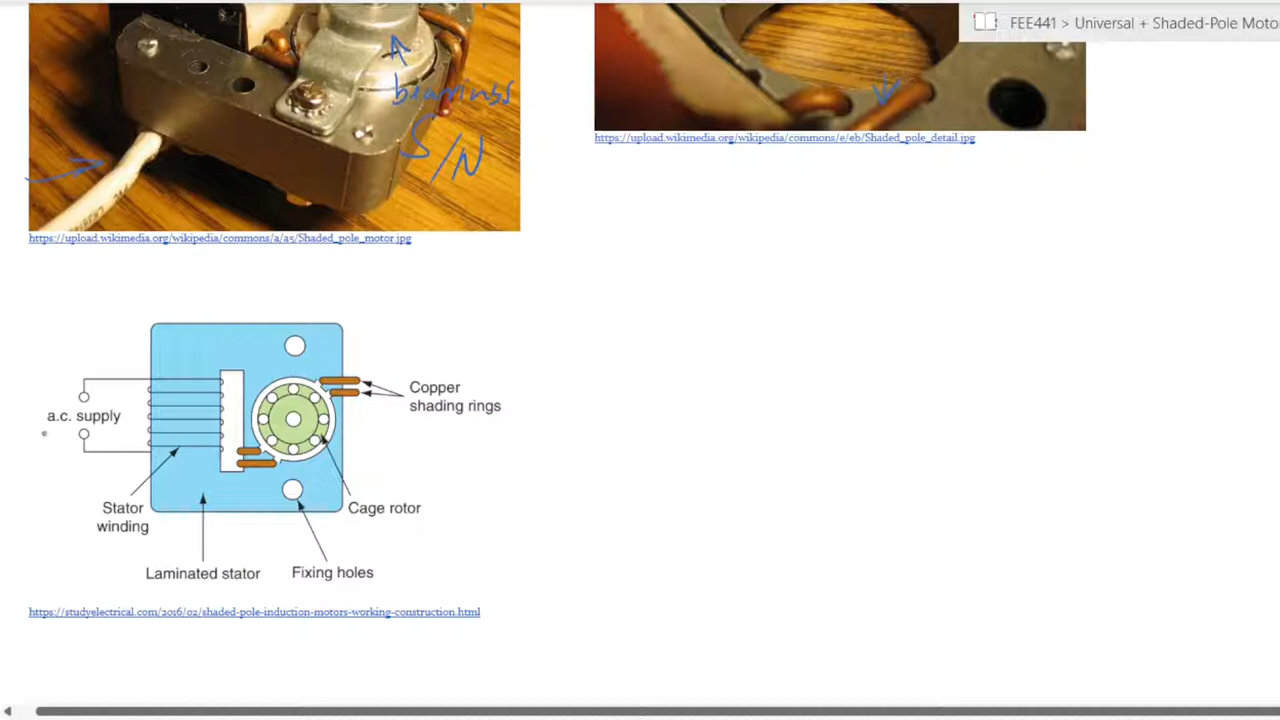 FEE441 > Universal + Shaded-Pole Moto
bearings
S/N
https://upload.wikimedia.org/wikipedia/commons/e/eb/Shaded_pole_detail.jpg
https://upload.wikimedia.org/wikipedia/commons/a/a5/Shaded_pole_motor.jpg
Copper
shading rings
a.c. supply
Stator
winding
Cage rotor
Laminated stator
Fixing holes
https://studyelectrical.com/2016/02/shaded-pole-induction-motors-working-construction.html